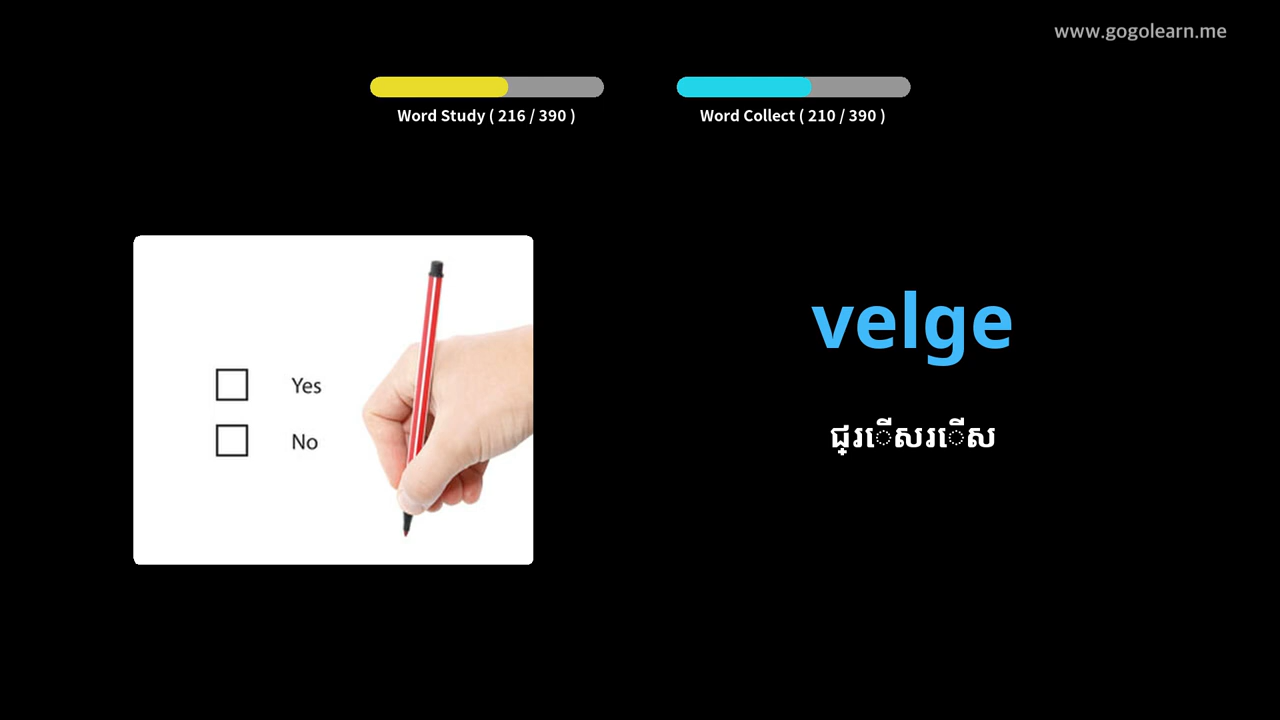 www.gogolearn.me
Word Study ( 216 / 390 )
Word Collect ( 210 / 390 )
velge
ជ្រើសរើស
Yes
No